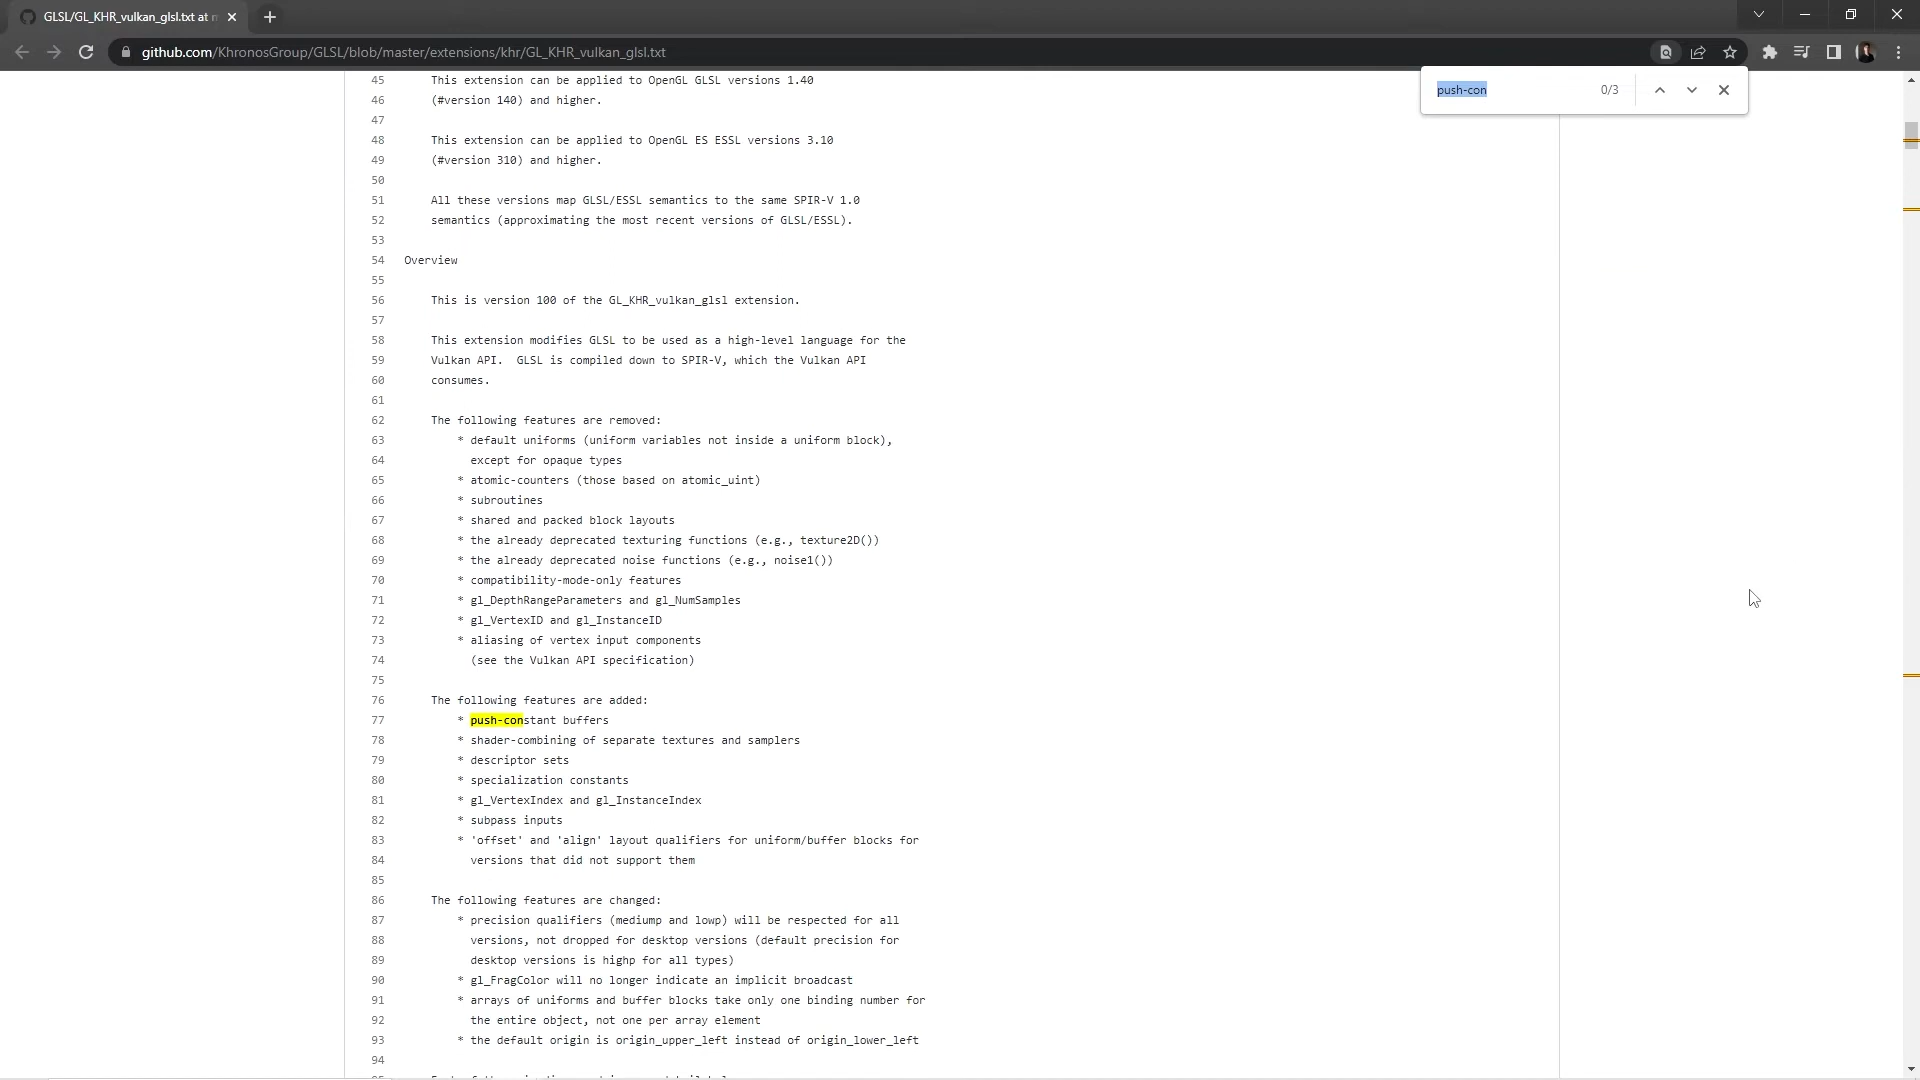 GLSL/GL_KHR_vulkan_glsl.txt at m
github.com/KhronosGroup/GLSL/blob/master/extensions/khr/GL_KHR_vulkan_glsl.txt
push-con 0/3
45 This extension can be applied to OpenGL GLSL versions 1.40
46 (#version 140) and higher.
47
48 This extension can be applied to OpenGL ES ESSL versions 3.10
49 (#version 310) and higher.
50
51 All these versions map GLSL/ESSL semantics to the same SPIR-V 1.0
52 semantics (approximating the most recent versions of GLSL/ESSL).
53
54 Overview
55
56 This is version 100 of the GL_KHR_vulkan_glsl extension.
57
58 This extension modifies GLSL to be used as a high-level language for the
59 Vulkan API.  GLSL is compiled down to SPIR-V, which the Vulkan API
60 consumes.
61
62 The following features are removed:
63 * default uniforms (uniform variables not inside a uniform block),
64 except for opaque types
65 * atomic-counters (those based on atomic_uint)
66 * subroutines
67 * shared and packed block layouts
68 * the already deprecated texturing functions (e.g., texture2D())
69 * the already deprecated noise functions (e.g., noise1())
70 * compatibility-mode-only features
71 * gl_DepthRangeParameters and gl_NumSamples
72 * gl_VertexID and gl_InstanceID
73 * aliasing of vertex input components
74 (see the Vulkan API specification)
75
76 The following features are added:
77 * push-constant buffers
78 * shader-combining of separate textures and samplers
79 * descriptor sets
80 * specialization constants
81 * gl_VertexIndex and gl_InstanceIndex
82 * subpass inputs
83 * 'offset' and 'align' layout qualifiers for uniform/buffer blocks for
84 versions that did not support them
85
86 The following features are changed:
87 * precision qualifiers (mediump and lowp) will be respected for all
88 versions, not dropped for desktop versions (default precision for
89 desktop versions is highp for all types)
90 * gl_FragColor will no longer indicate an implicit broadcast
91 * arrays of uniforms and buffer blocks take only one binding number for
92 the entire object, not one per array element
93 * the default origin is origin_upper_left instead of origin_lower_left
94